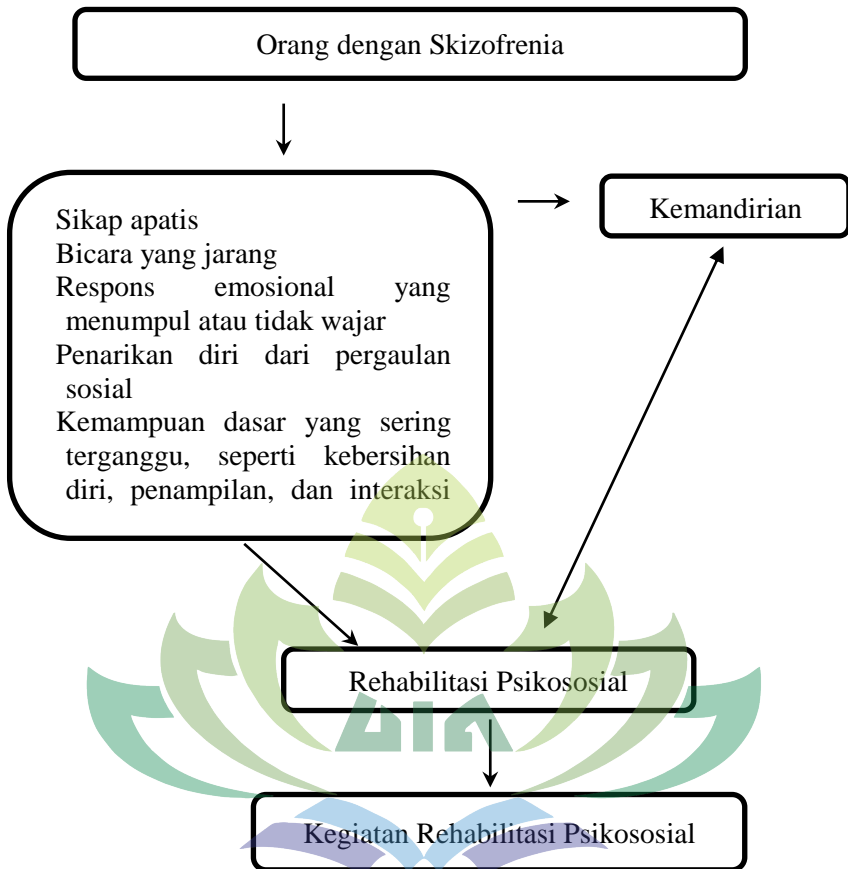 Orang dengan Skizofrenia
Sikap apatis
Bicara yang jarang
Respons emosional yang
menumpul atau tidak wajar
Penarikan diri dari pergaulan
sosial
Kemampuan dasar yang sering
terganggu, seperti kebersihan
diri, penampilan, dan interaksi
Kemandirian
Rehabilitasi Psikososial
UIN
Kegiatan Rehabilitasi Psikososial